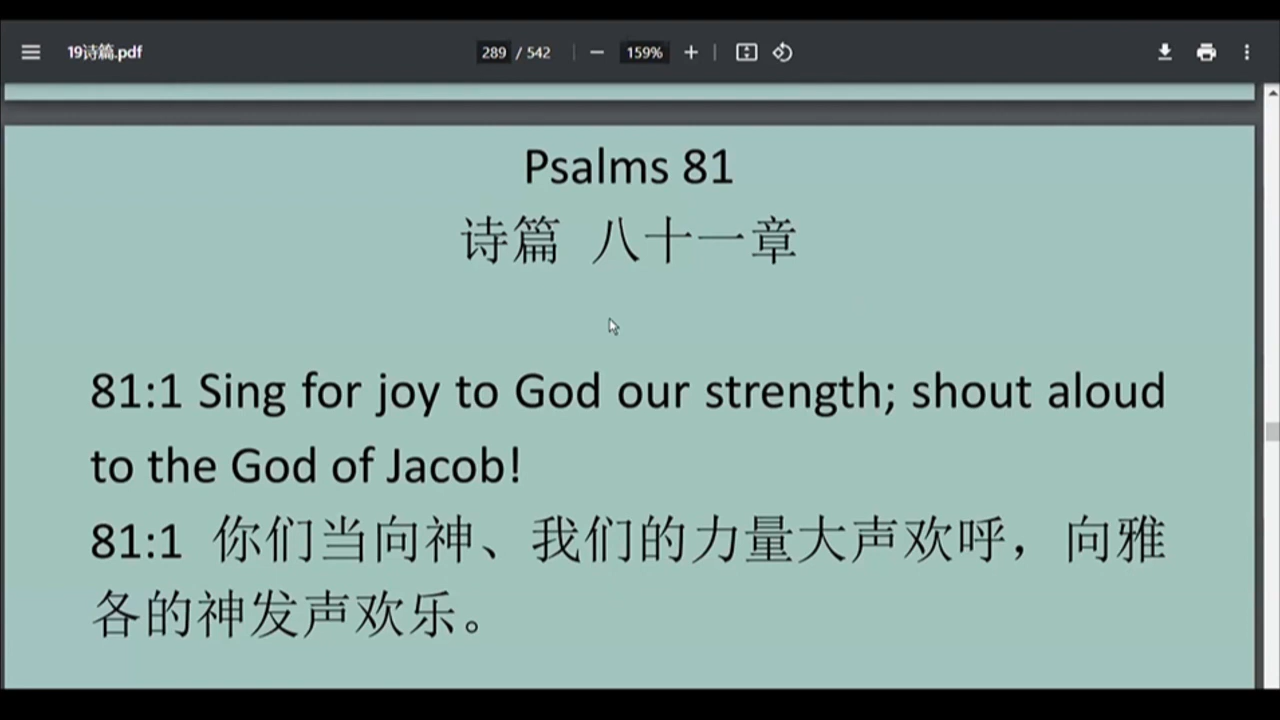 19诗篇.pdf
289 / 542
159%
Psalms 81
诗篇 八十一章
81:1 Sing for joy to God our strength; shout aloud
to the God of Jacob!
81:1 你们当向神、我们的力量大声欢呼，向雅
各的神发声欢乐。